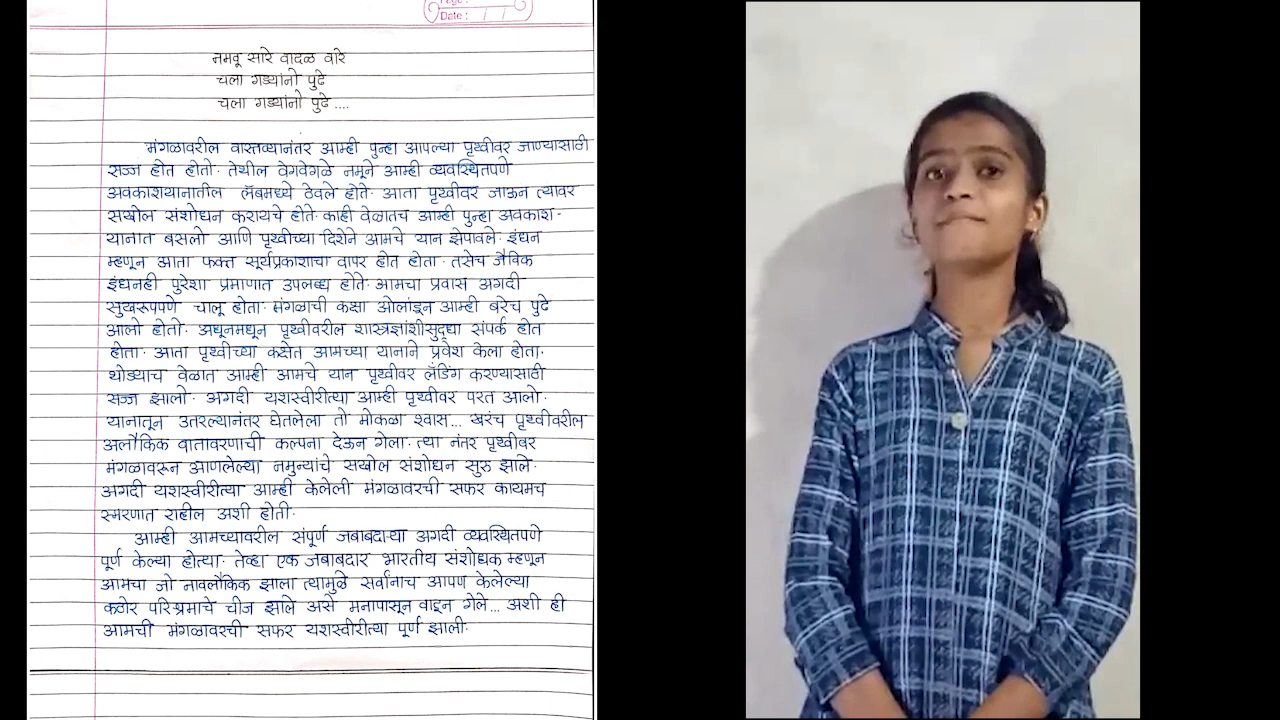 Date :
नमवू सारे वादळ वारे
चला गड्यांनो पुढे
चला गड्यांनो पुढे ....
मंगळावरील वास्तव्यानंतर आम्ही पुन्हा आपल्या पृथ्वीवर जाण्यासाठी
सज्ज होत होतो. तेथील वेगवेगळे नमूने आम्ही व्यवस्थितपणे
अवकाशयानातील लॅबमध्ये ठेवले होते. आता पृथ्वीवर जाऊन त्यावर
सखोल संशोधन करायचे होते. काही वेळातच आम्ही पुन्हा अवकाश-
यानात बसलो आणि पृथ्वीच्या दिशेने आमचे यान झेपावले. इंधन
म्हणून आता फक्त सूर्यप्रकाशाचा वापर होत होता. तसेच जैविक
इंधनही पुरेशा प्रमाणात उपलब्ध होते. आमचा प्रवास अगदी
सुखरूपपणे चालू होता. मंगळाची कक्षा ओलांडून आम्ही बरेच पुढे
आलो होतो. अधूनमधून पृथ्वीवरील शास्त्रज्ञांशीसुद्धा संपर्क होत
होता. आता पृथ्वीच्या कक्षेत आमच्या यानाने प्रवेश केला होता.
थोड्याच वेळात आम्ही आमचे यान पृथ्वीवर लँडिंग करण्यासाठी
सज्ज झालो. अगदी यशस्वीरीत्या आम्ही पृथ्वीवर परत आलो.
यानातून उतरल्यानंतर घेतलेला तो मोकळा श्वास... खरंच पृथ्वीवरील
अलौकिक वातावरणाची कल्पना देऊन गेला. त्या नंतर पृथ्वीवर
मंगळावरून आणलेल्या नमुन्यांचे सखोल संशोधन सुरु झाले.
अगदी यशस्वीरीत्या आम्ही केलेली मंगळावरची सफर कायमच
स्मरणात राहील अशी होती.
आम्ही आमच्यावरील संपूर्ण जबाबदाऱ्या अगदी व्यवस्थितपणे
पूर्ण केल्या होत्या. तेव्हा एक जबाबदार भारतीय संशोधक म्हणून
आमचा जो नावलौकिक झाला त्यामुळे सर्वांनाच आपण केलेल्या
कठोर परिश्रमाचे चीज झाले असे मनापासून वाटून गेले... अशी ही
आमची मंगळावरची सफर यशस्वीरीत्या पूर्ण झाली.